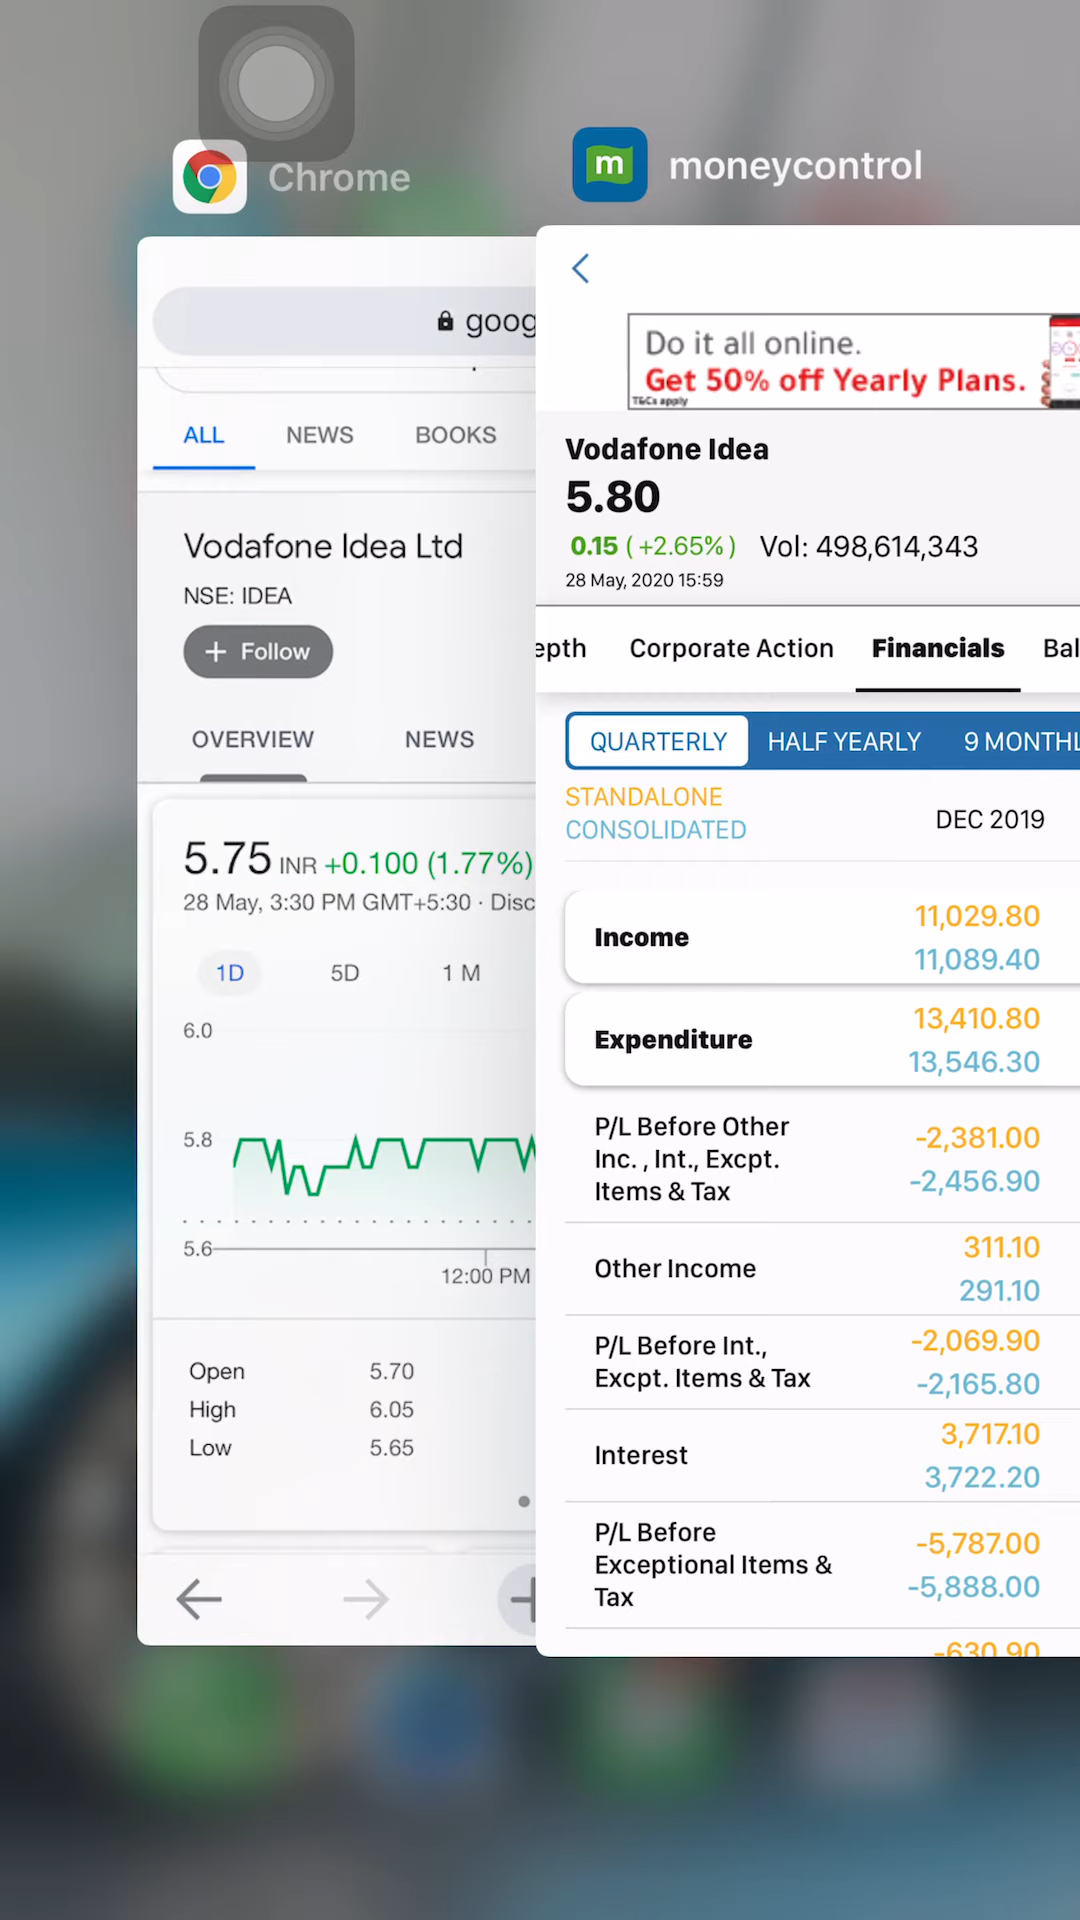 Chrome
goog
ALL NEWS BOOKS
Vodafone Idea Ltd
NSE: IDEA
+ Follow
OVERVIEW NEWS
5.75 INR +0.100 (1.77%)
28 May, 3:30 PM GMT+5:30 · Disc
1D 5D 1 M
6.0
5.8
5.6
12:00 PM
Open 5.70
High 6.05
Low 5.65
m moneycontrol
Do it all online.
Get 50% off Yearly Plans.
T&Cs apply
Vodafone Idea
5.80
0.15 ( +2.65% ) Vol: 498,614,343
28 May, 2020 15:59
epth Corporate Action Financials Bal
QUARTERLY HALF YEARLY 9 MONTHL
STANDALONE
CONSOLIDATED
DEC 2019
Income
11,029.80
11,089.40
Expenditure
13,410.80
13,546.30
P/L Before Other
Inc. , Int., Excpt.
Items & Tax
-2,381.00
-2,456.90
Other Income
311.10
291.10
P/L Before Int.,
Excpt. Items & Tax
-2,069.90
-2,165.80
Interest
3,717.10
3,722.20
P/L Before
Exceptional Items &
Tax
-5,787.00
-5,888.00
-630.90